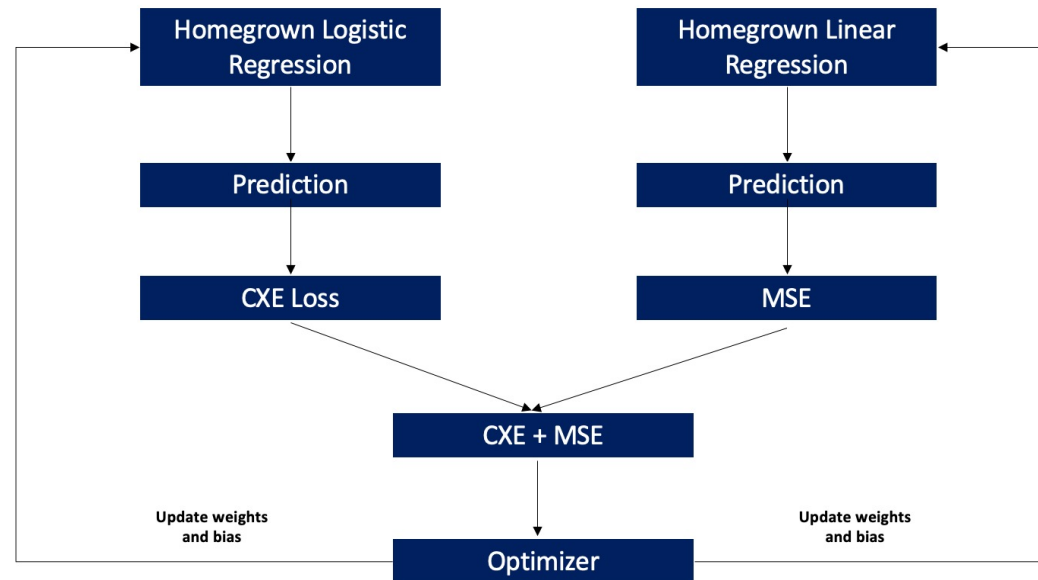 Homegrown Logistic
Regression
Homegrown Linear
Regression
Prediction
Prediction
CXE Loss
MSE
CXE + MSE
Update weights
and bias
Update weights
and bias
Optimizer